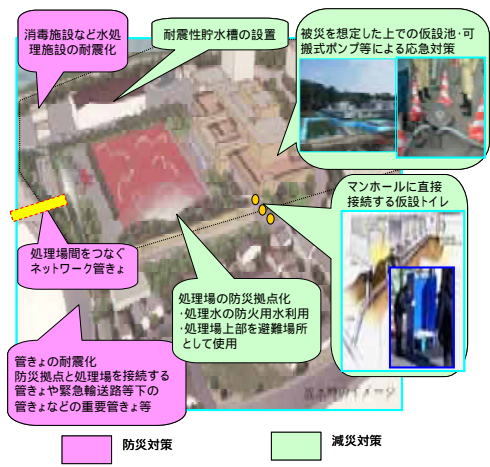 消毒施設など水処
理施設の耐震化
耐震性貯水槽の設置
被災を想定した上での仮設池・可
搬式ポンプ等による応急対策
マンホールに直接
接続する仮設トイレ
処理場間をつなぐ
ネットワーク管きょ
処理場の防災拠点化
・処理水の防火用水利用
・処理場上部を避難場所
として使用
管きょの耐震化
防災拠点と処理場を接続する
管きょや緊急輸送路等下の
管きょなどの重要管きょ等
防災対策
減災対策